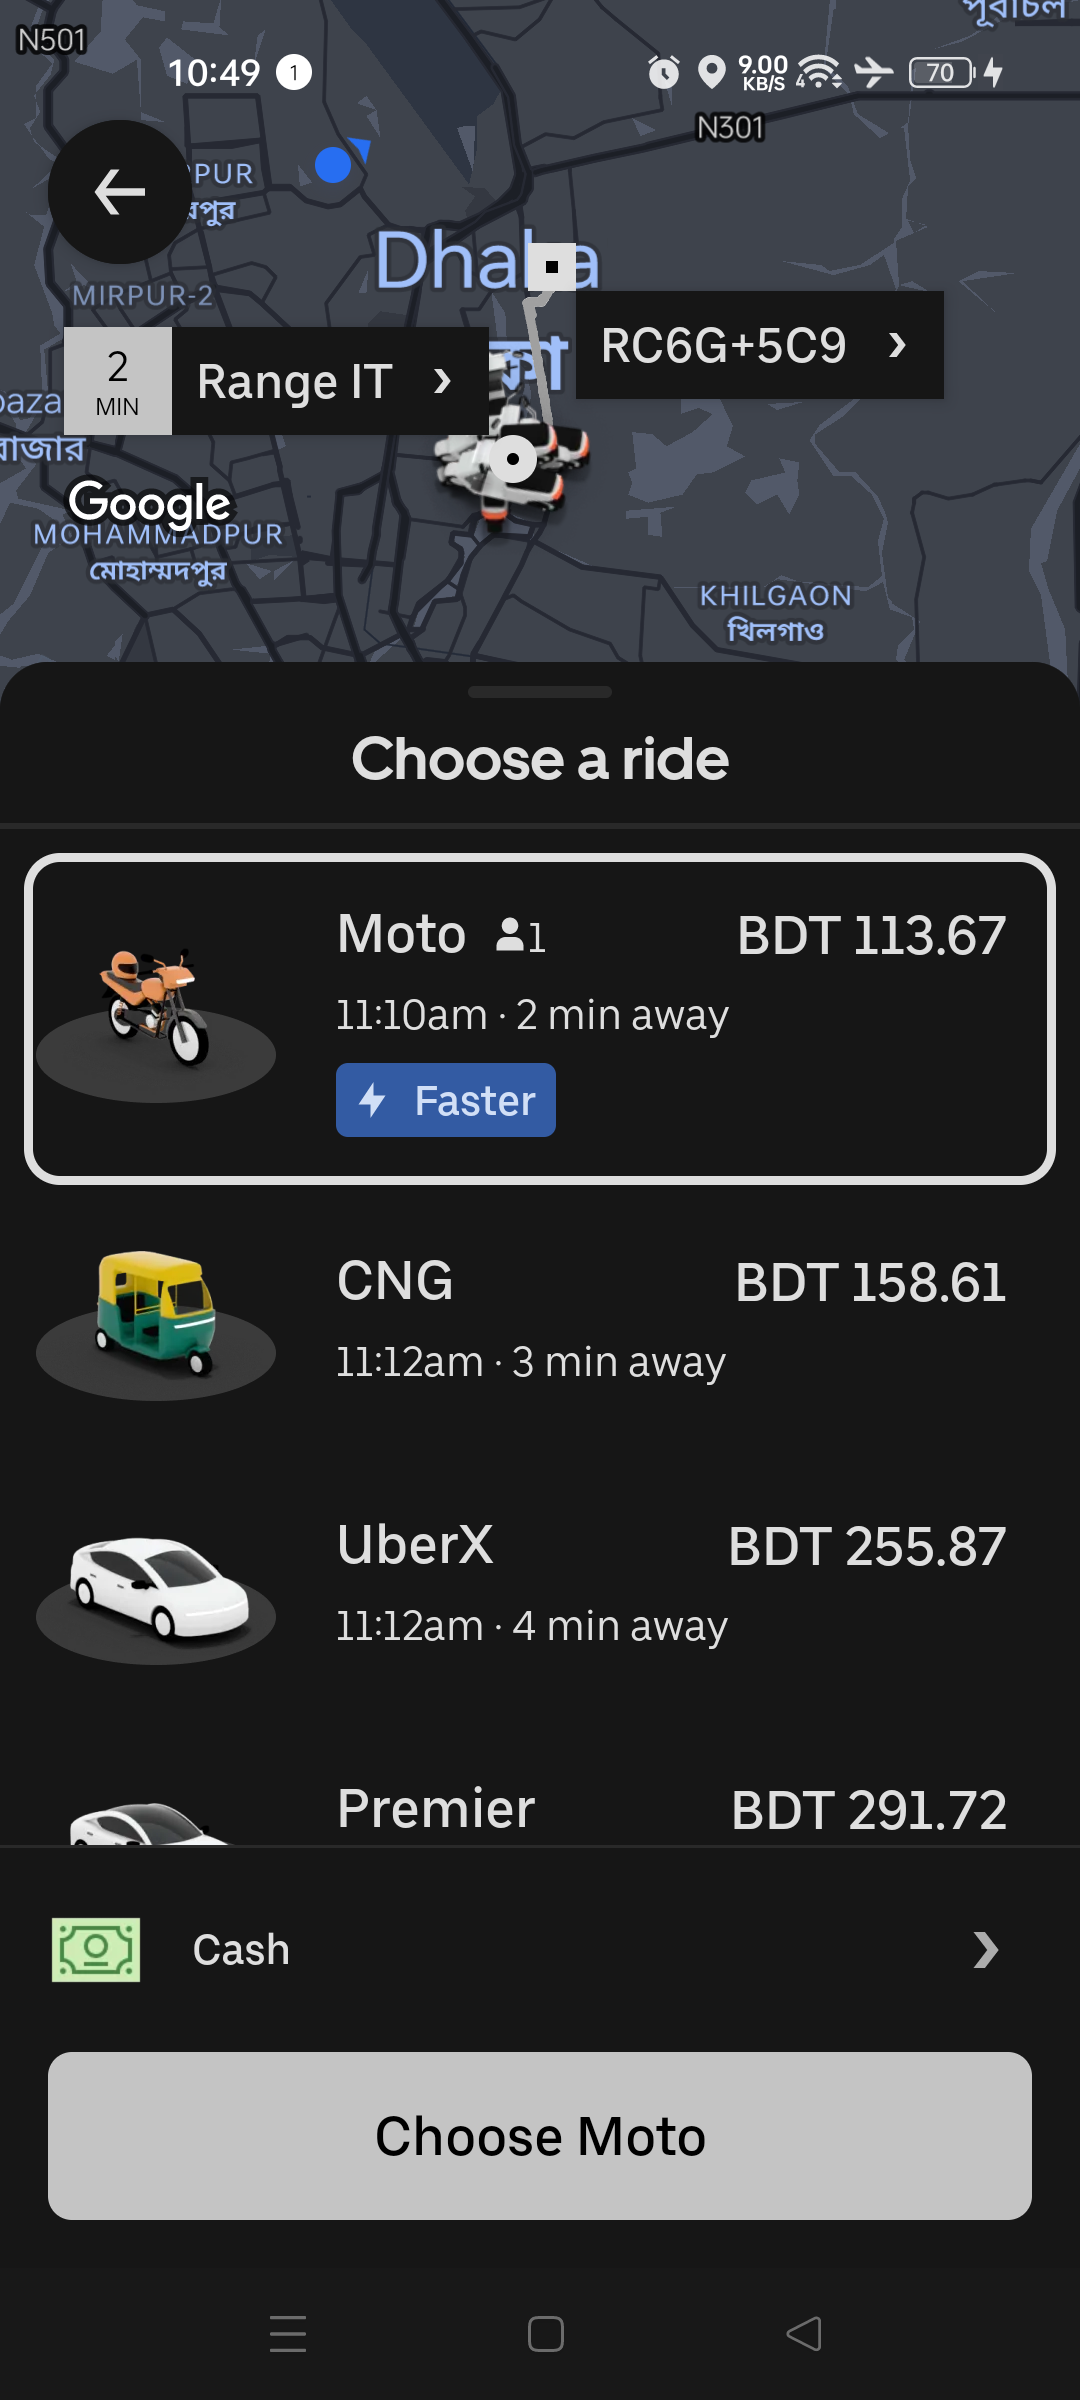 N501
পূর্বাচল
10:49 1
9.00
KB/S
4
70
N301
Dhaka
MIRPUR-2
RC6G+5C9
2
MIN
Range IT
Google
MOHAMMADPUR
মোহাম্মদপুর
KHILGAON
খিলগাও
Choose a ride
Moto 1 BDT 113.67
11:10am · 2 min away
Faster
CNG BDT 158.61
11:12am · 3 min away
UberX BDT 255.87
11:12am · 4 min away
Premier BDT 291.72
Cash
Choose Moto